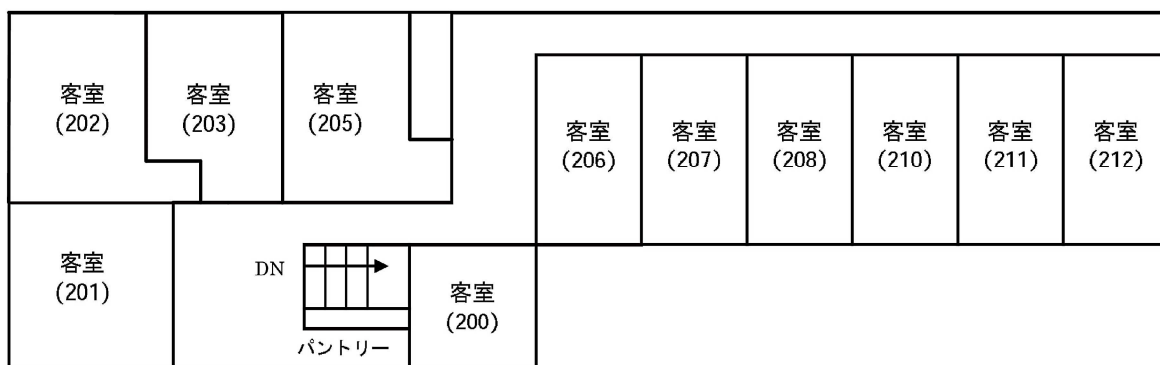 客室
(202)
客室
(203)
客室
(205)
客室
(206)
客室
(207)
客室
(208)
客室
(210)
客室
(211)
客室
(212)
客室
(201)
DN
客室
(200)
パントリー